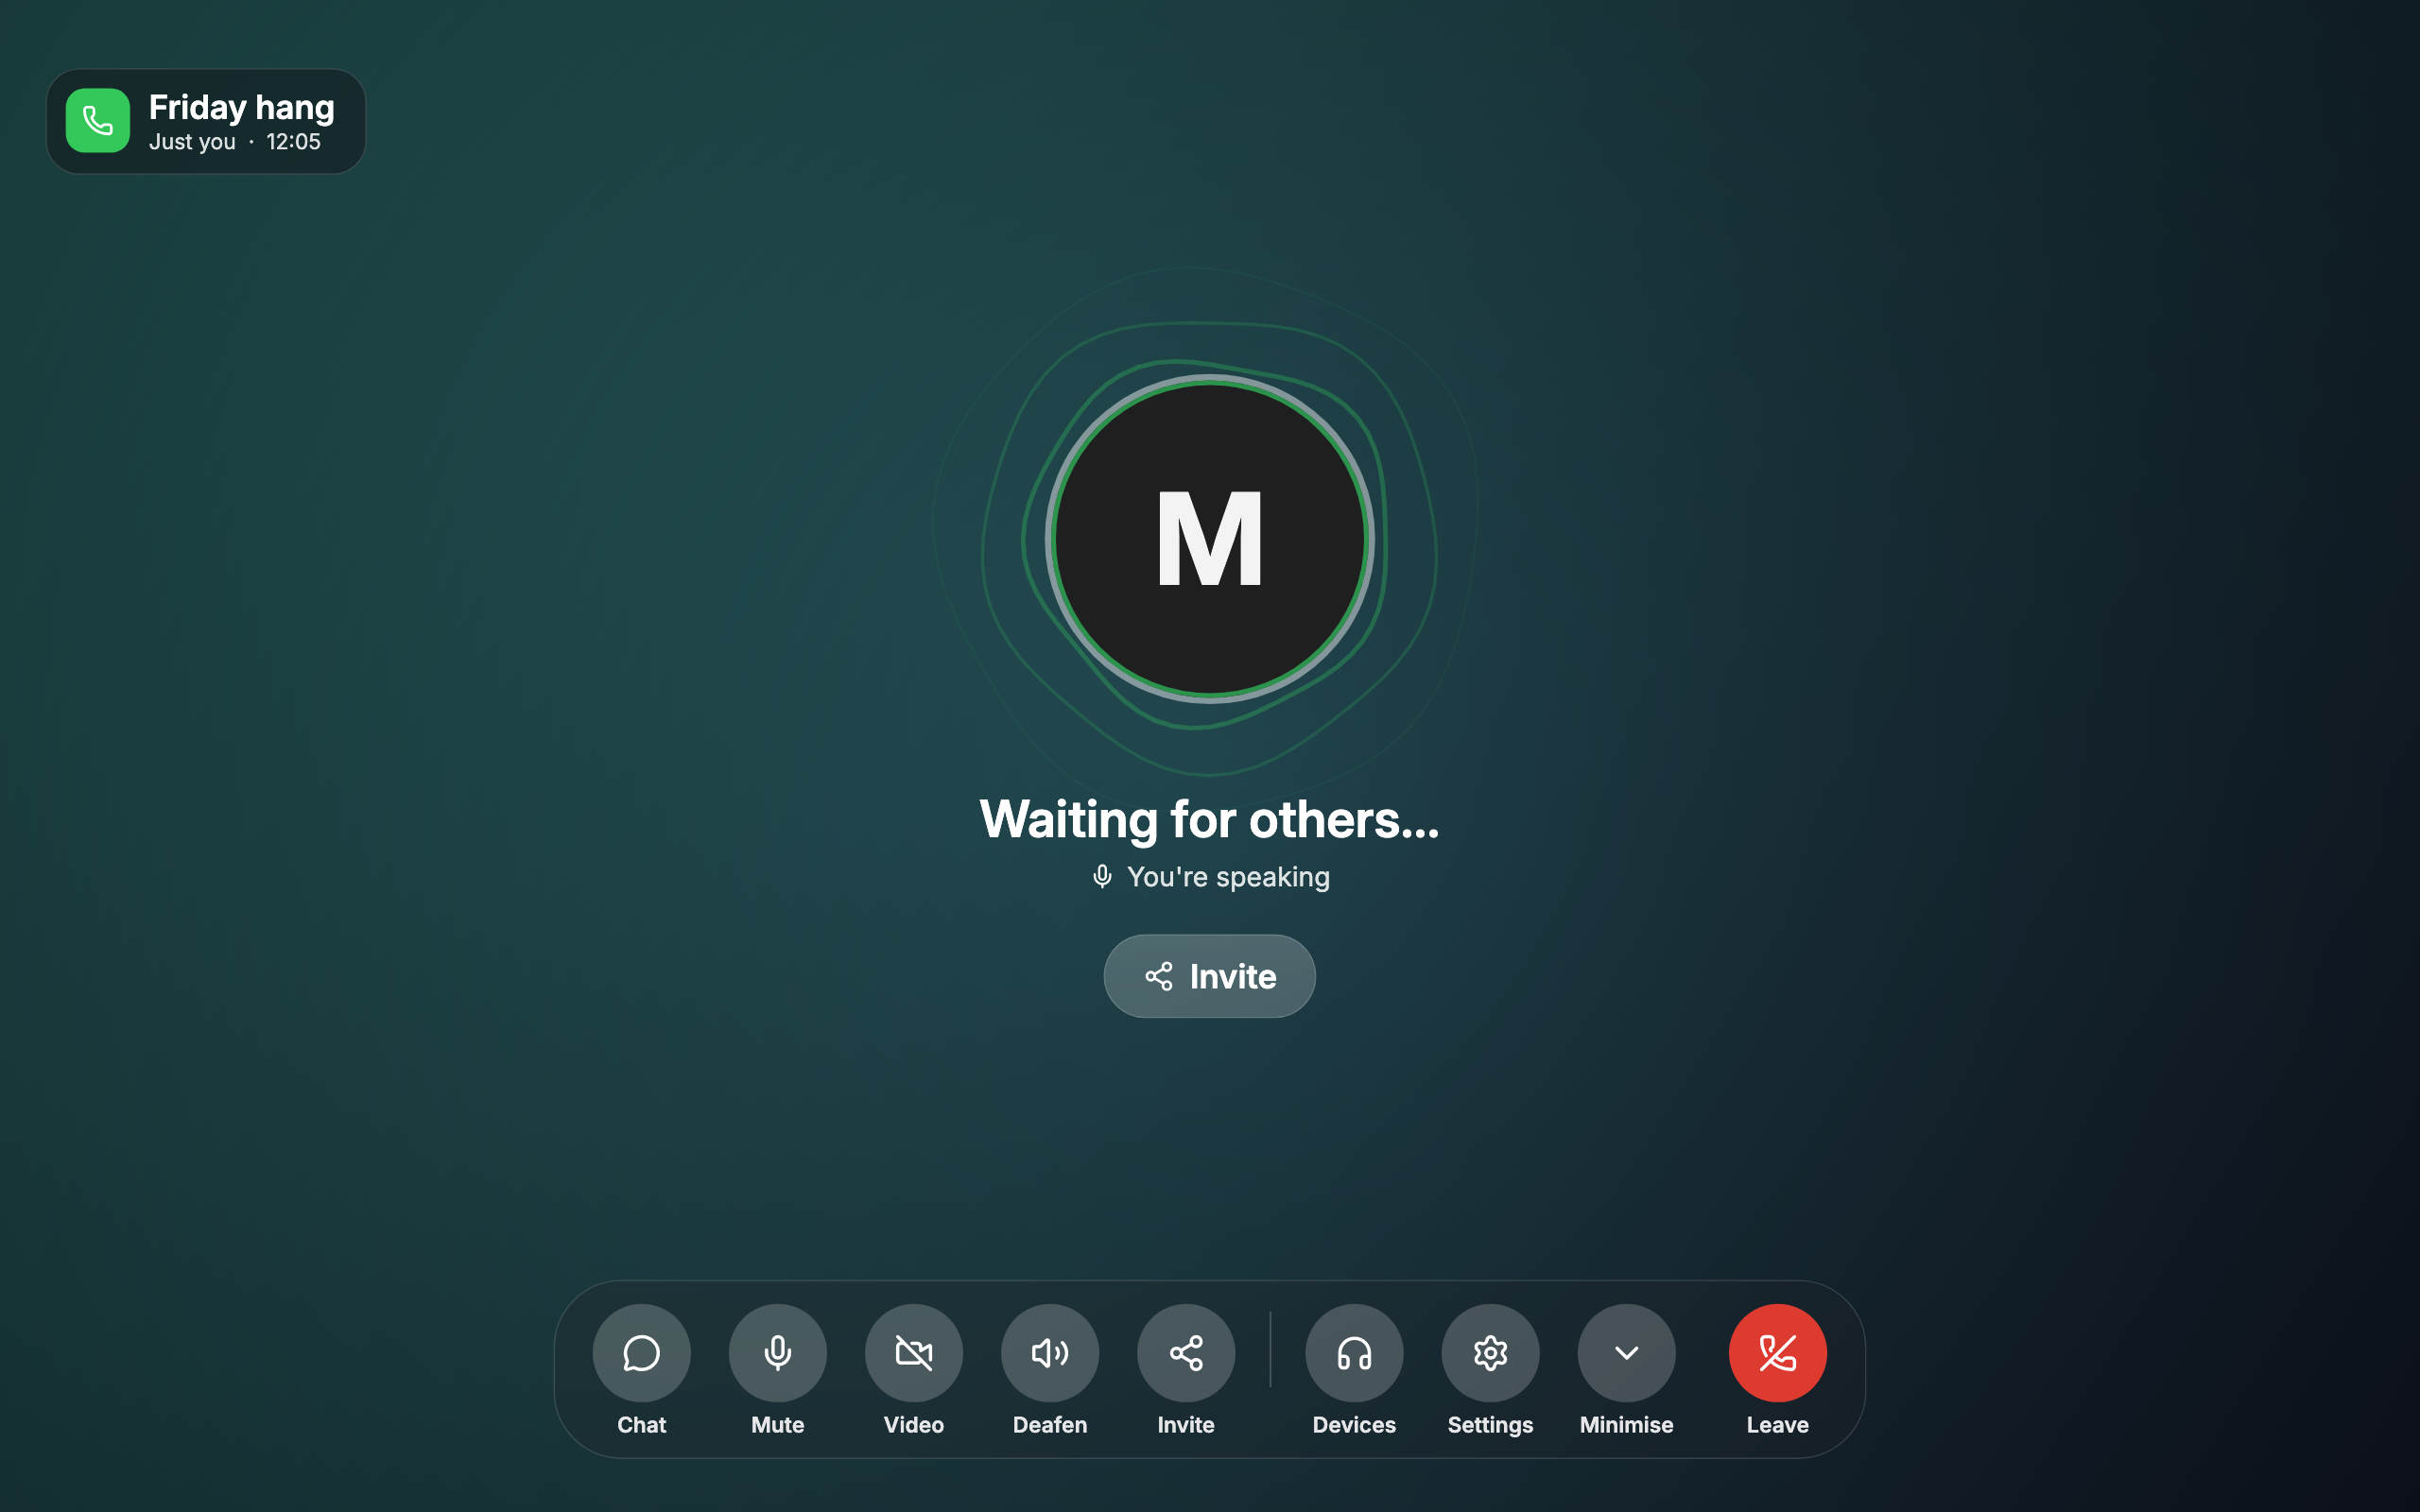 Friday hang
Just you · 12:05
M
Waiting for others...
You're speaking
Invite
Chat
Mute
Video
Deafen
Invite
Devices
Settings
Minimise
Leave